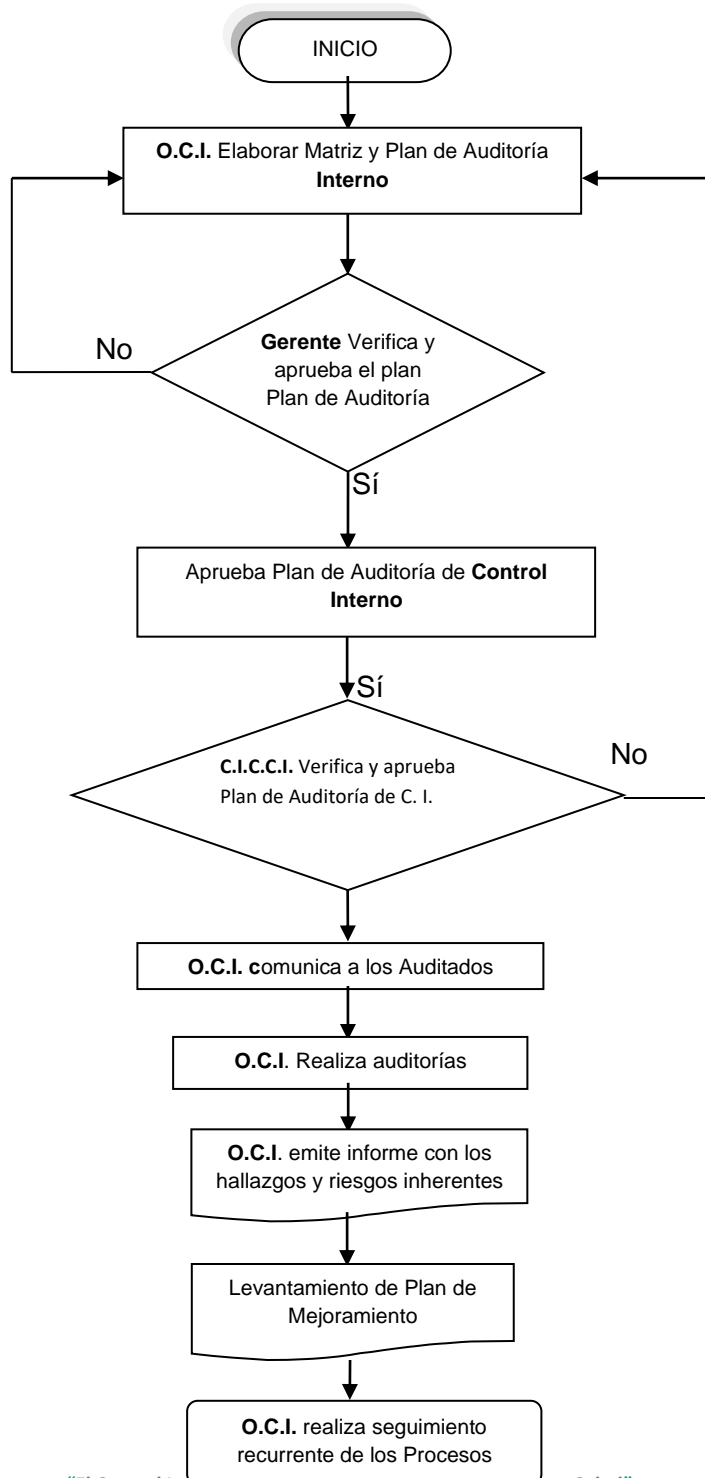 INICIO
O.C.I. Elaborar Matriz y Plan de Auditoría
Interno
No
Gerente Verifica y
aprueba el plan
Plan de Auditoría
Sí
Aprueba Plan de Auditoría de Control
Interno
Sí
C.I.C.C.I. Verifica y aprueba
Plan de Auditoría de C. I.
No
O.C.I. comunica a los Auditados
O.C.I. Realiza auditorías
O.C.I. emite informe con los
hallazgos y riesgos inherentes
Levantamiento de Plan de
Mejoramiento
O.C.I. realiza seguimiento
recurrente de los Procesos